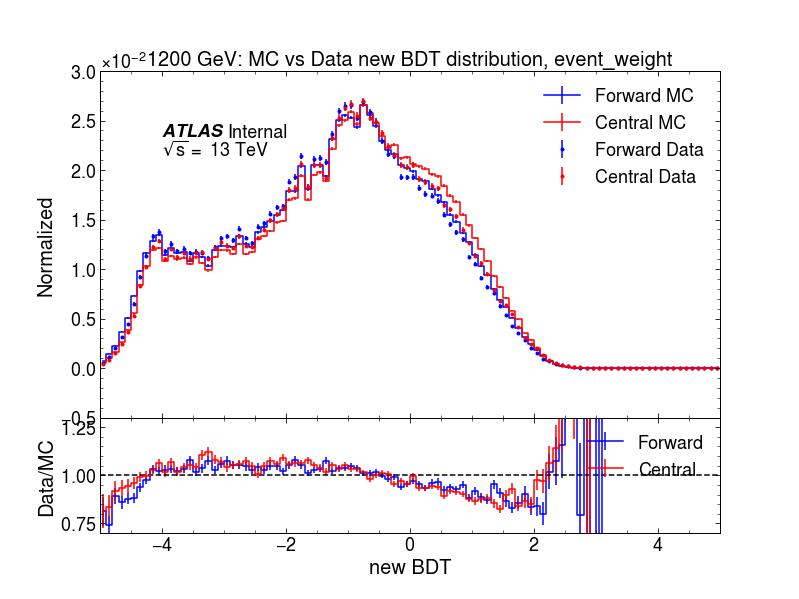 ×10⁻² 1200 GeV: MC vs Data new BDT distribution, event_weight
3.0
2.5
2.0
1.5
1.0
0.5
0.0
−0.5
Normalized
ATLAS Internal
√s = 13 TeV
Forward MC
Central MC
Forward Data
Central Data
1.25
1.00
0.75
Data/MC
Forward
Central
−4
−2
0
2
4
new BDT